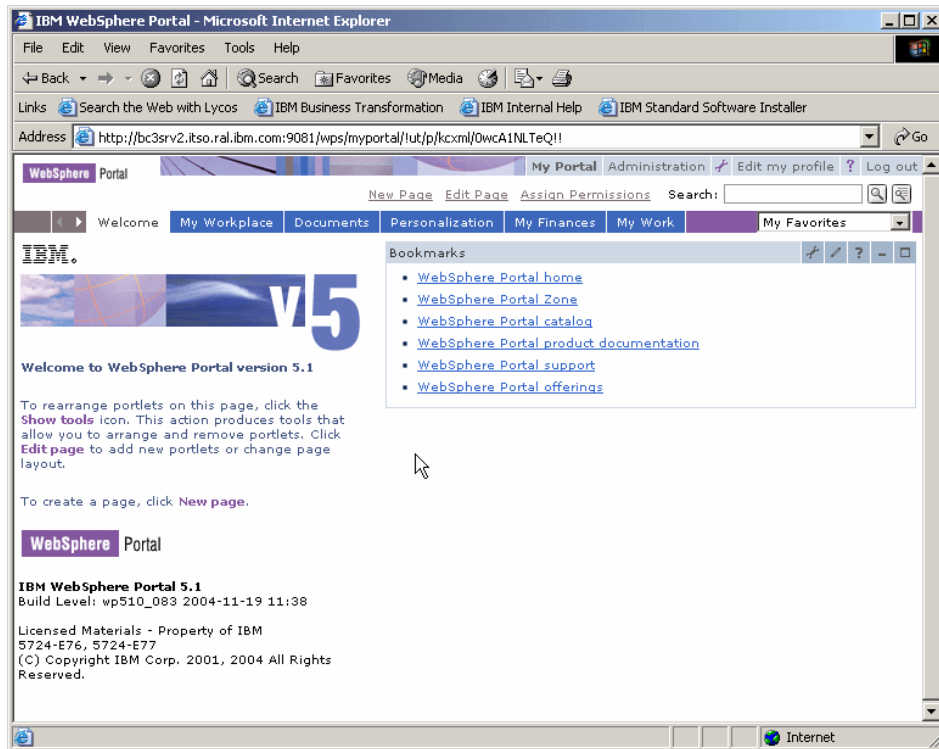 IBM WebSphere Portal - Microsoft Internet Explorer
File Edit View Favorites Tools Help
Back Search Favorites Media
Links Search the Web with Lycos IBM Business Transformation IBM Internal Help IBM Standard Software Installer
Address http://bc3srv2.itso.ral.ibm.com:9081/wps/myportal/!ut/p/kcxml/0wcA1NLTeQ!! Go
WebSphere Portal My Portal Administration Edit my profile ? Log out
New Page Edit Page Assign Permissions Search:
Welcome My Workplace Documents Personalization My Finances My Work My Favorites
IBM.
v5
Welcome to WebSphere Portal version 5.1
To rearrange portlets on this page, click the
Show tools icon. This action produces tools that
allow you to arrange and remove portlets. Click
Edit page to add new portlets or change page
layout.
To create a page, click New page.
WebSphere Portal
IBM WebSphere Portal 5.1
Build Level: wp510_083 2004-11-19 11:38
Licensed Materials - Property of IBM
5724-E76, 5724-E77
(C) Copyright IBM Corp. 2001, 2004 All Rights
Reserved.
Bookmarks ?
WebSphere Portal home
WebSphere Portal Zone
WebSphere Portal catalog
WebSphere Portal product documentation
WebSphere Portal support
WebSphere Portal offerings
Internet